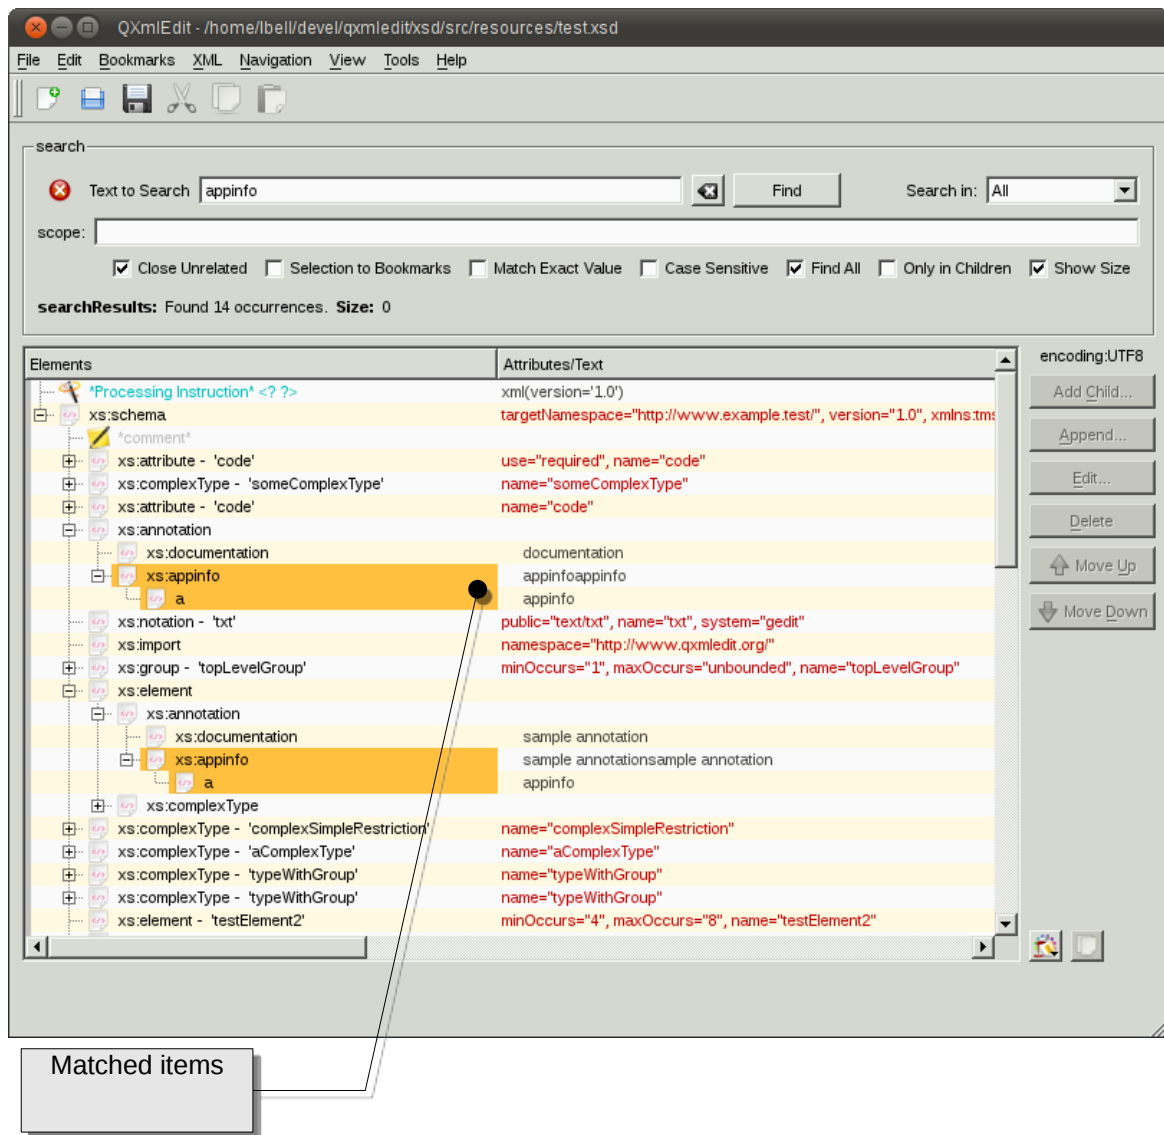 QXmlEdit - /home/lbell/devel/qxmledit/xsd/src/resources/test.xsd
File Edit Bookmarks XML Navigation View Tools Help
search
Text to Search appinfo Find Search in: All
scope:
Close Unrelated Selection to Bookmarks Match Exact Value Case Sensitive Find All Only in Children Show Size
searchResults: Found 14 occurrences. Size: 0
Elements Attributes/Text encoding:UTF8
*Processing Instruction* <? ?> xml(version='1.0')
Add Child...
xs:schema targetNamespace="http://www.example.test/", version="1.0", xmlns:tms
*comment*
Append...
xs:attribute - 'code' use="required", name="code"
xs:complexType - 'someComplexType' name="someComplexType"
Edit...
xs:attribute - 'code' name="code"
xs:annotation
Delete
xs:documentation documentation
xs:appinfo appinfoappinfo
Move Up
a appinfo
xs:notation - 'txt' public="text/txt", name="txt", system="gedit"
Move Down
xs:import namespace="http://www.qxmledit.org/"
xs:group - 'topLevelGroup' minOccurs="1", maxOccurs="unbounded", name="topLevelGroup"
xs:element
xs:annotation
xs:documentation sample annotation
xs:appinfo sample annotationsample annotation
a appinfo
xs:complexType
xs:complexType - 'complexSimpleRestriction' name="complexSimpleRestriction"
xs:complexType - 'aComplexType' name="aComplexType"
xs:complexType - 'typeWithGroup' name="typeWithGroup"
xs:complexType - 'typeWithGroup' name="typeWithGroup"
xs:element - 'testElement2' minOccurs="4", maxOccurs="8", name="testElement2"
Matched items